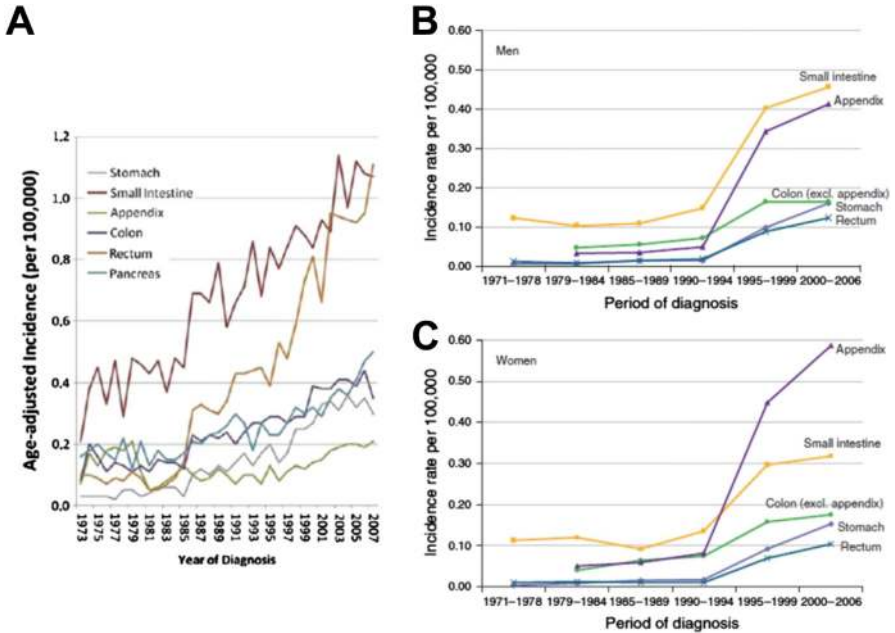 A
Age-adjusted Incidence (per 100,000)
1,2
1,0
0,8
0,6
0,4
0,2
0,0
Stomach
Small Intestine
Appendix
Colon
Rectum
Pancreas
1973
1975
1977
1979
1981
1983
1985
1987
1989
1991
1993
1995
1997
1999
2001
2003
2005
2007
Year of Diagnosis
B
Incidence rate per 100,000
0.60
0.50
0.40
0.30
0.20
0.10
0.00
Men
Small intestine
Appendix
Colon (excl. appendix)
Stomach
Rectum
1971–1978 1979–1984 1985–1989 1990–1994 1995–1999 2000–2006
Period of diagnosis
C
Incidence rate per 100,000
0.60
0.50
0.40
0.30
0.20
0.10
0.00
Women
Appendix
Small intestine
Colon (excl. appendix)
Stomach
Rectum
1971–1978 1979–1984 1985–1989 1990–1994 1995–1999 2000–2006
Period of diagnosis